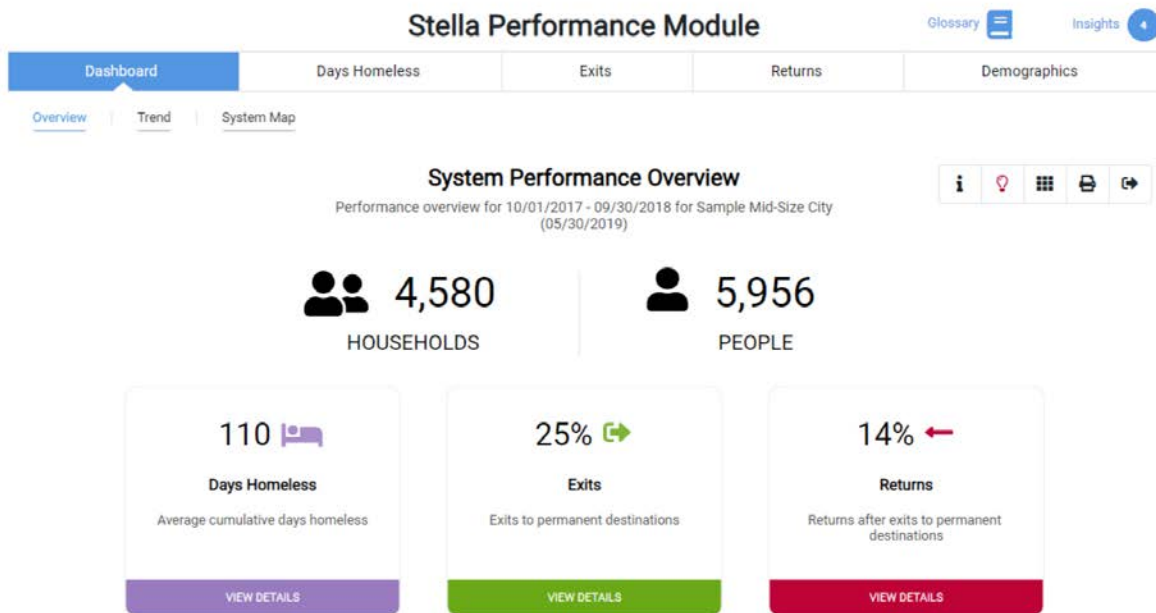 Stella Performance Module
Glossary
Insights 4
Dashboard Days Homeless Exits Returns Demographics
Overview Trend System Map
System Performance Overview
Performance overview for 10/01/2017 - 09/30/2018 for Sample Mid-Size City
(05/30/2019)
4,580 5,956
HOUSEHOLDS PEOPLE
110 25% 14%
Days Homeless Exits Returns
Average cumulative days homeless Exits to permanent destinations Returns after exits to permanent
destinations
VIEW DETAILS VIEW DETAILS VIEW DETAILS